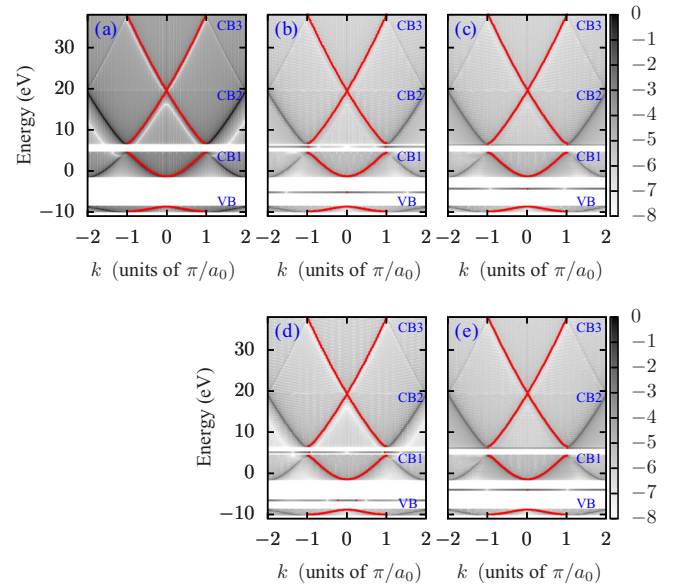 (a) CB3 (b) CB3 (c) CB3 0
30 −1
−2
20 CB2 CB2 CB2 −3
Energy (eV)
10 −4
CB1 CB1 CB1 −5
0 −6
−7
−10 VB VB VB −8
−2 −1 0 1 2 −2 −1 0 1 2 −2 −1 0 1 2
k (units of π/a₀) k (units of π/a₀) k (units of π/a₀)
(d) CB3 (e) CB3 0
30 −1
−2
20 CB2 CB2 −3
Energy (eV)
10 −4
CB1 CB1 −5
0 −6
−7
−10 VB VB −8
−2 −1 0 1 2 −2 −1 0 1 2
k (units of π/a₀) k (units of π/a₀)